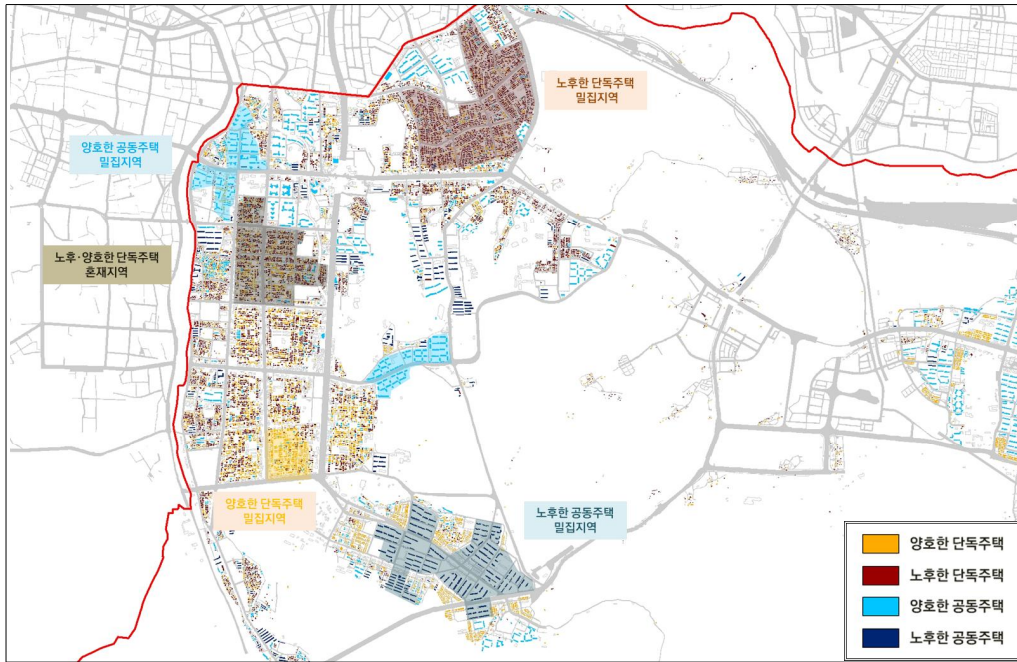 노후한 단독주택
밀집지역
양호한 공동주택
밀집지역
노후·양호한 단독주택
혼재지역
양호한 단독주택
밀집지역
노후한 공동주택
밀집지역
양호한 단독주택
노후한 단독주택
양호한 공동주택
노후한 공동주택